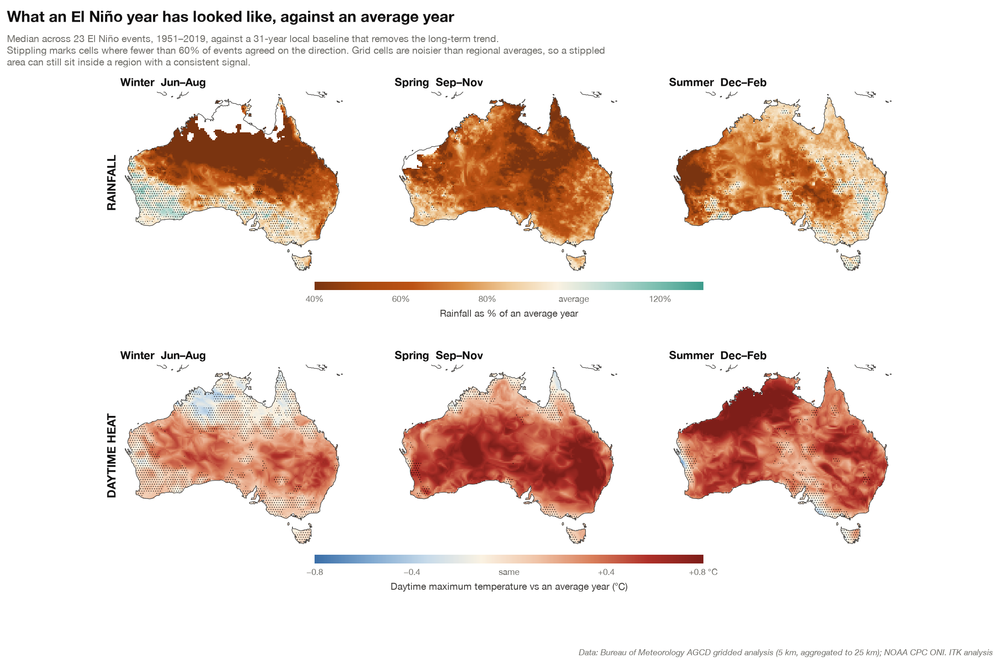 What an El Niño year has looked like, against an average year
Median across 23 El Niño events, 1951–2019, against a 31-year local baseline that removes the long-term trend.
Stippling marks cells where fewer than 60% of events agreed on the direction. Grid cells are noisier than regional averages, so a stippled
area can still sit inside a region with a consistent signal.
Winter Jun–Aug
Spring Sep–Nov
Summer Dec–Feb
RAINFALL
40%
60%
80%
average
120%
Rainfall as % of an average year
Winter Jun–Aug
Spring Sep–Nov
Summer Dec–Feb
DAYTIME HEAT
−0.8
−0.4
same
+0.4
+0.8 °C
Daytime maximum temperature vs an average year (°C)
Data: Bureau of Meteorology AGCD gridded analysis (5 km, aggregated to 25 km); NOAA CPC ONI. ITK analysis